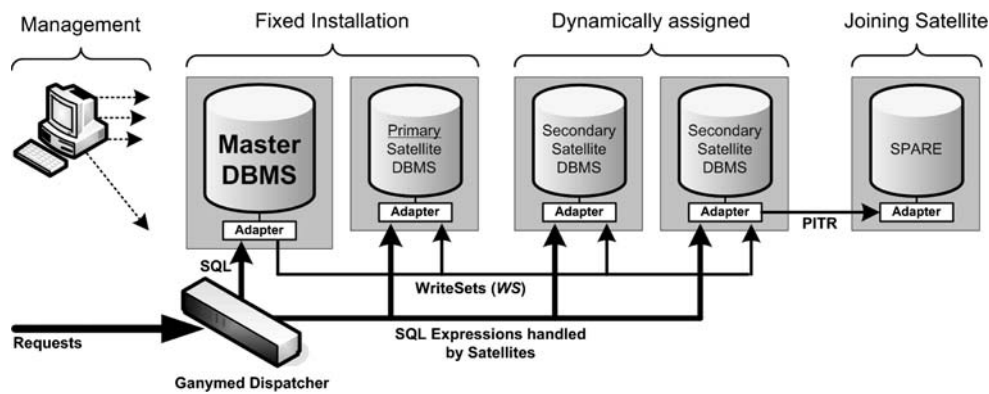 Management
Fixed Installation
Dynamically assigned
Joining Satellite
Master
DBMS
Primary
Satellite
DBMS
Secondary
Satellite
DBMS
Secondary
Satellite
DBMS
SPARE
Adapter
Adapter
Adapter
Adapter
Adapter
PITR
SQL
WriteSets (WS)
Requests
SQL Expressions handled
by Satellites
Ganymed Dispatcher